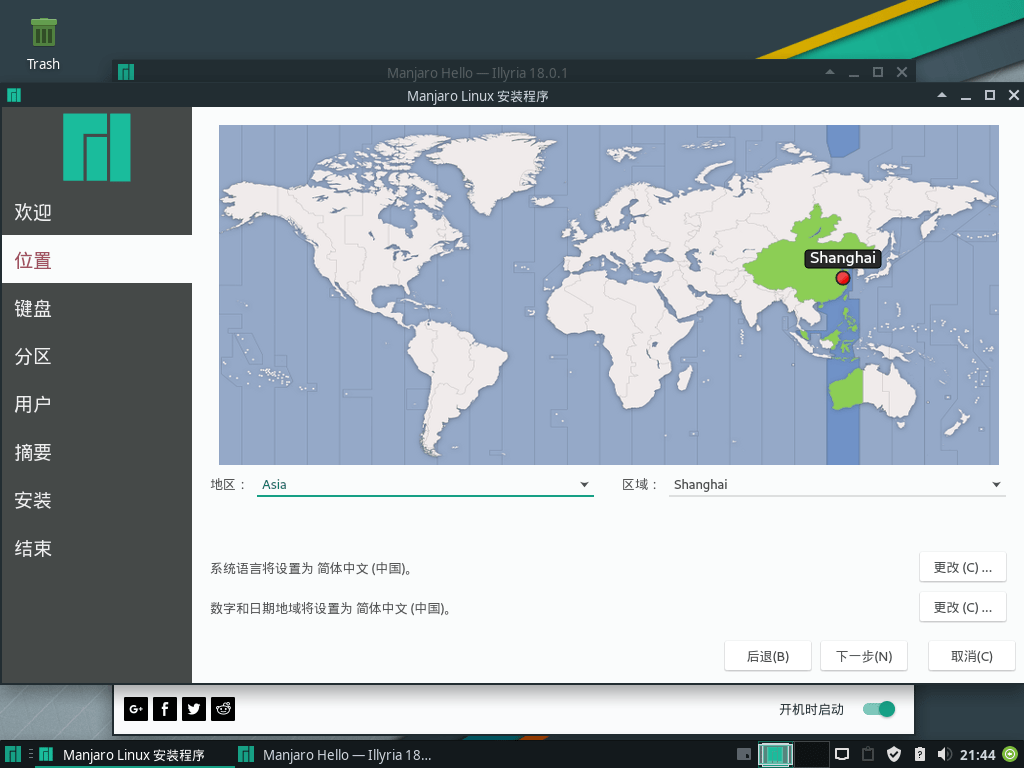 Trash
Manjaro Hello — Illyria 18.0.1
Manjaro Linux 安装程序
欢迎
位置
键盘
分区
用户
摘要
安装
结束
Shanghai
地区： Asia 区域： Shanghai
系统语言将设置为 简体中文 (中国)。 更改 (C) ...
数字和日期地域将设置为 简体中文 (中国)。 更改 (C) ...
后退(B) 下一步(N) 取消(C)
G+ 开机时启动
Manjaro Linux 安装程序 Manjaro Hello — Illyria 18... 21:44